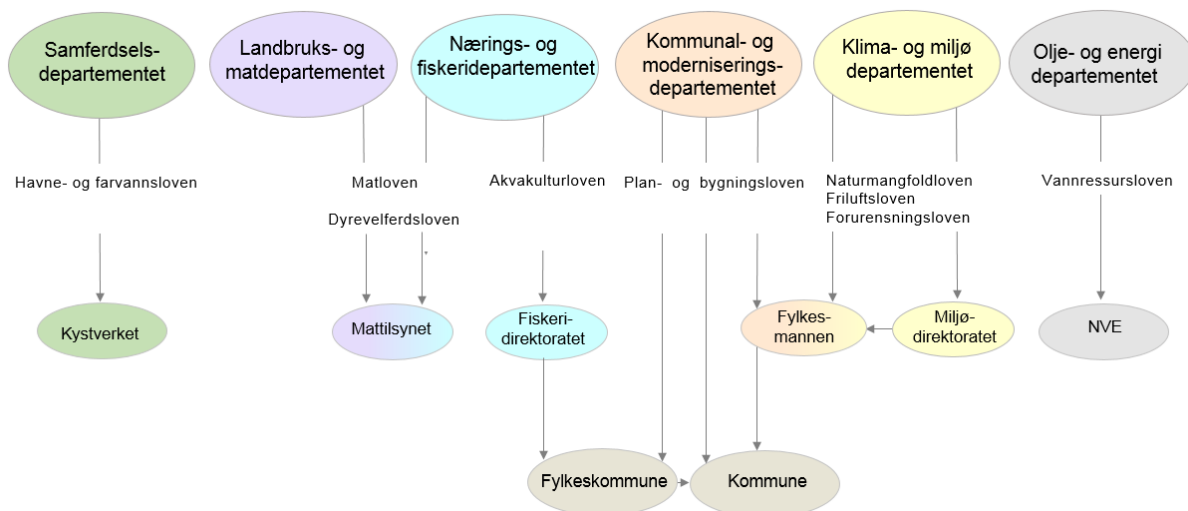 Samferdsels-
departementet
Landbruks- og
matdepartementet
Nærings- og
fiskeridepartementet
Kommunal- og
moderniserings-
departementet
Klima- og miljø
departementet
Olje- og energi
departementet
Havne- og farvannsloven
Matloven
Dyrevelferdsloven
Akvakulturloven
Plan- og bygningsloven
Naturmangfoldloven
Friluftsloven
Forurensningsloven
Vannressursloven
Kystverket
Mattilsynet
Fiskeri-
direktoratet
Fylkes-
mannen
Miljø-
direktoratet
NVE
Fylkeskommune
Kommune